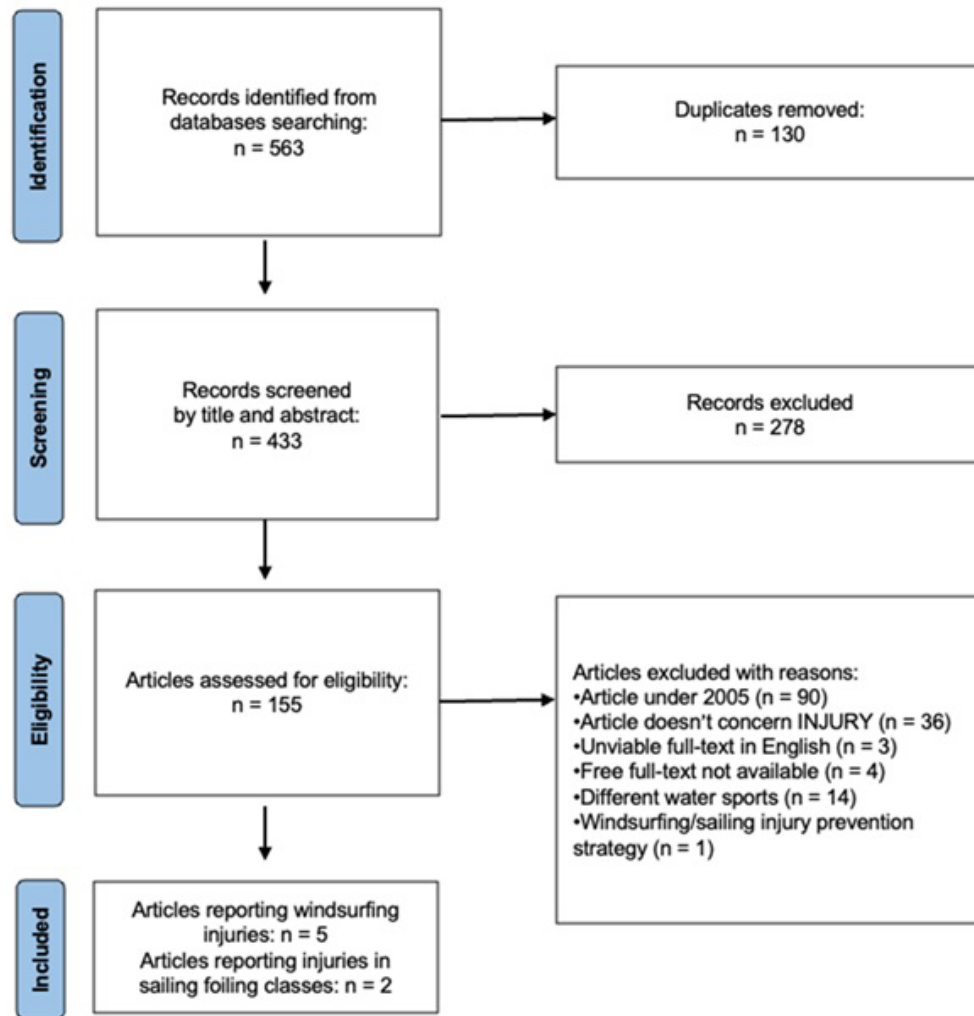 Identification
Records identified from
databases searching:
n = 563
Duplicates removed:
n = 130
Screening
Records screened
by title and abstract:
n = 433
Records excluded
n = 278
Eligibility
Articles assessed for eligibility:
n = 155
Articles excluded with reasons:
•Article under 2005 (n = 90)
•Article doesn't concern INJURY (n = 36)
•Unviable full-text in English (n = 3)
•Free full-text not available (n = 4)
•Different water sports (n = 14)
•Windsurfing/sailing injury prevention
strategy (n = 1)
Included
Articles reporting windsurfing
injuries: n = 5
Articles reporting injuries in
sailing foiling classes: n = 2